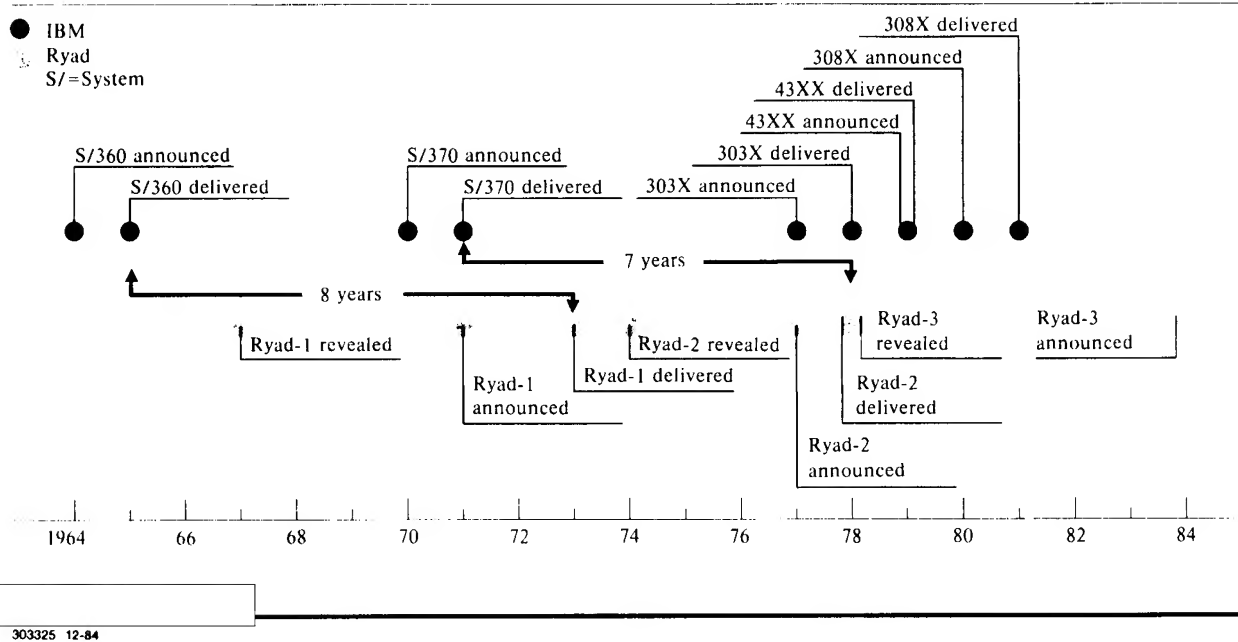 IBM
Ryad
S/=System
308X delivered
308X announced
43XX delivered
43XX announced
303X delivered
303X announced
S/360 announced
S/360 delivered
S/370 announced
S/370 delivered
7 years
8 years
Ryad-1 revealed
Ryad-1
announced
Ryad-2 revealed
Ryad-1 delivered
Ryad-3
revealed
Ryad-3
announced
Ryad-2
delivered
Ryad-2
announced
1964 66 68 70 72 74 76 78 80 82 84
303325 12-84